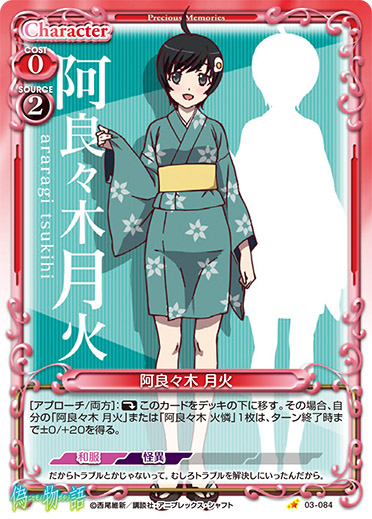 Precious Memories
Character
COST
0
SOURCE
2
阿良々木月火
araragi tsukihi
阿良々木 月火
[アプローチ/両方]:このカードをデッキの下に移す。その場合、自
分の「阿良々木 月火」または「阿良々木 火憐」1枚は、ターン終了時ま
で±0/+20を得る。
和服
怪異
だからトラブルとかじゃないって。むしろトラブルを解決しにいったんだから。
偽物語
03-084
©西尾維新/講談社・アニプレックス・シャフト